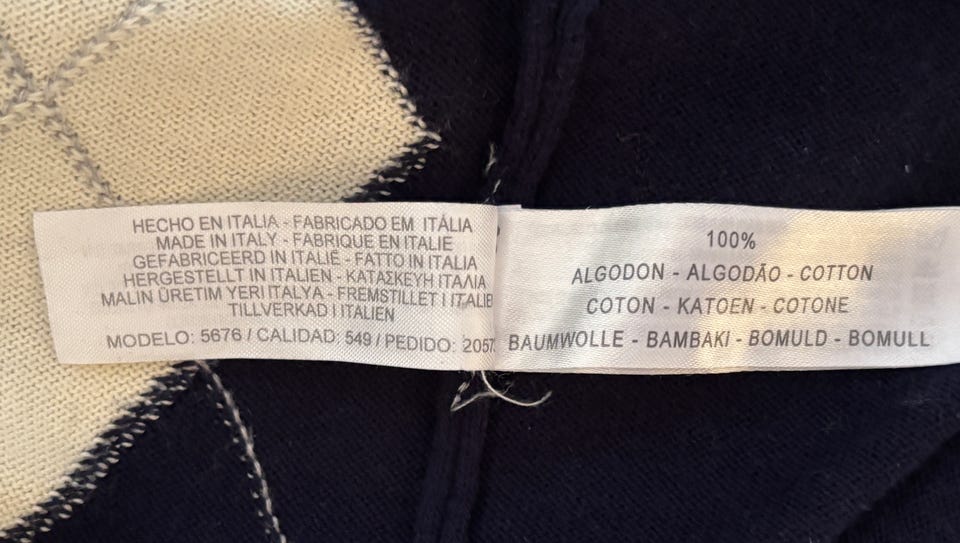 HECHO EN ITALIA - FABRICADO EM ITÁLIA
MADE IN ITALY - FABRIQUE EN ITALIE
GEFABRICEERD IN ITALIË - FATTO IN ITALIA
HERGESTELLT IN ITALIEN - ΚΑΤΑΣΚΕΥΗ ΙΤΑΛΙΑ
MALIN ÜRETIM YERI ITALYA - FREMSTILLET I ITALIE
TILLVERKAD I ITALIEN
MODELO: 5676 / CALIDAD: 549 / PEDIDO: 2057
100%
ALGODON - ALGODÃO - COTTON
COTON - KATOEN - COTONE
BAUMWOLLE - BAMBAKI - BOMULD - BOMULL